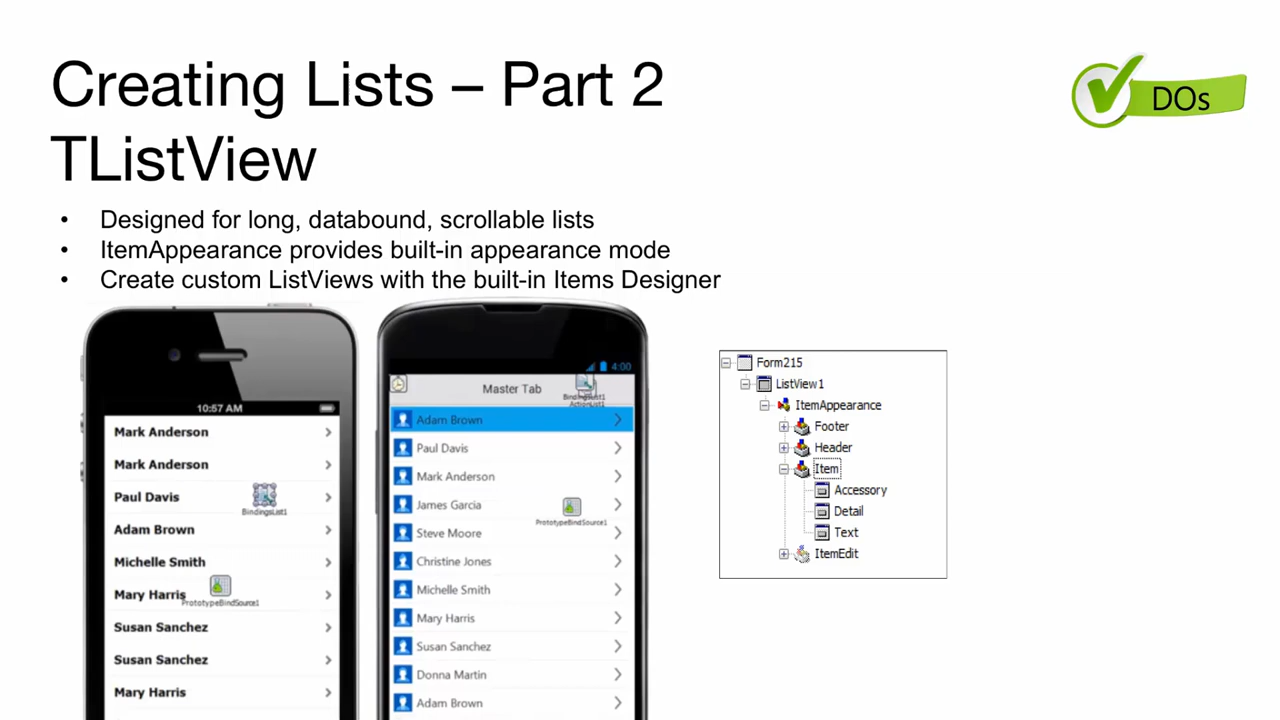 Creating Lists – Part 2
TListView
DOs
• Designed for long, databound, scrollable lists
• ItemAppearance provides built-in appearance mode
• Create custom ListViews with the built-in Items Designer
10:57 AM
Mark Anderson
Mark Anderson
Paul Davis
BindingsList1
Adam Brown
Michelle Smith
Mary Harris
PrototypeBindSource1
Susan Sanchez
Susan Sanchez
Mary Harris
4:00
Master Tab
BindingsList1
ActionList1
Adam Brown
Paul Davis
Mark Anderson
James Garcia
PrototypeBindSource1
Steve Moore
Christine Jones
Michelle Smith
Mary Harris
Susan Sanchez
Donna Martin
Adam Brown
Form215
ListView1
ItemAppearance
Footer
Header
Item
Accessory
Detail
Text
ItemEdit